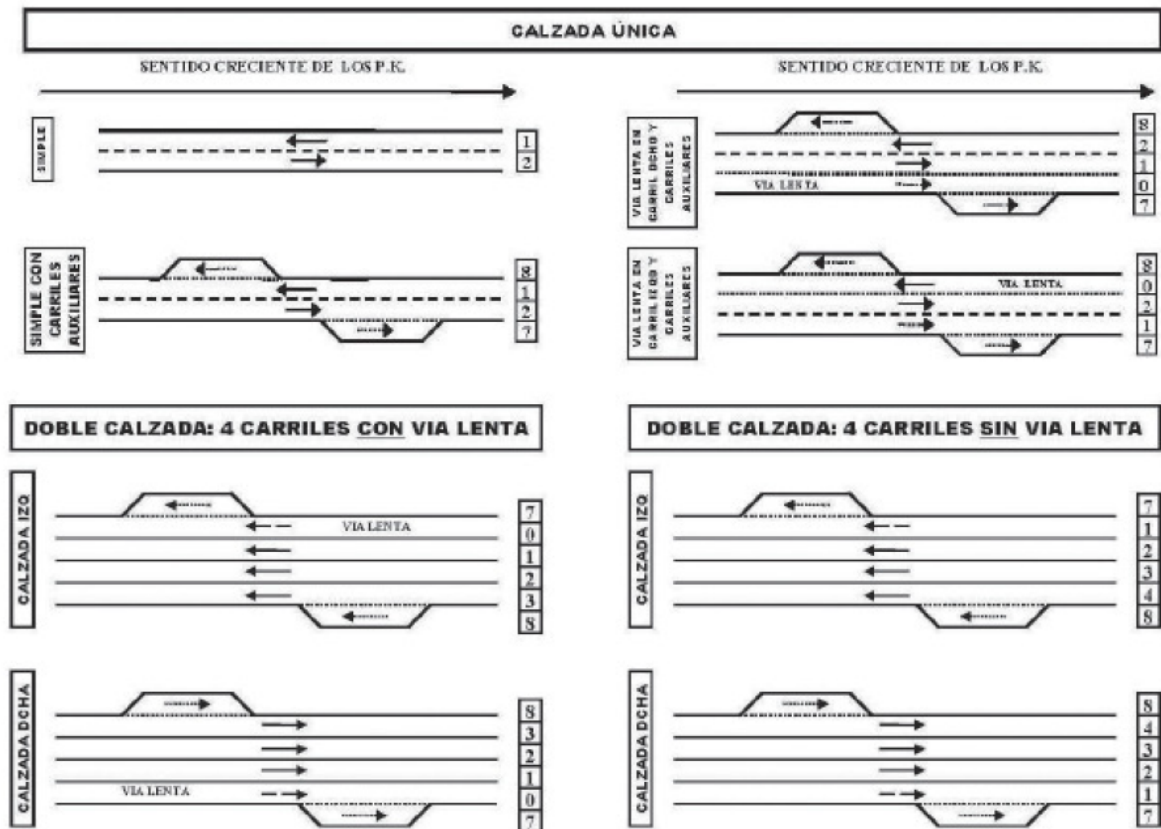 CALZADA ÚNICA
SENTIDO CRECIENTE DE LOS P.K.
SIMPLE
1
2
SIMPLE CON
CARRILES
AUXILIARES
8
1
2
7
SENTIDO CRECIENTE DE LOS P.K.
VIA LENTA EN
CARRIL DCHO Y
CARRILES
AUXILIARES
VIA LENTA
8
2
1
0
7
VIA LENTA EN
CARRIL IZQD Y
CARRILES
AUXILIARES
VIA LENTA
8
0
2
1
7
DOBLE CALZADA: 4 CARRILES CON VIA LENTA
CALZADA IZQ
VIA LENTA
7
0
1
2
3
8
CALZADA DCHA
VIA LENTA
8
3
2
1
0
7
DOBLE CALZADA: 4 CARRILES SIN VIA LENTA
CALZADA IZQ
7
1
2
3
4
8
CALZADA DCHA
8
4
3
2
1
7